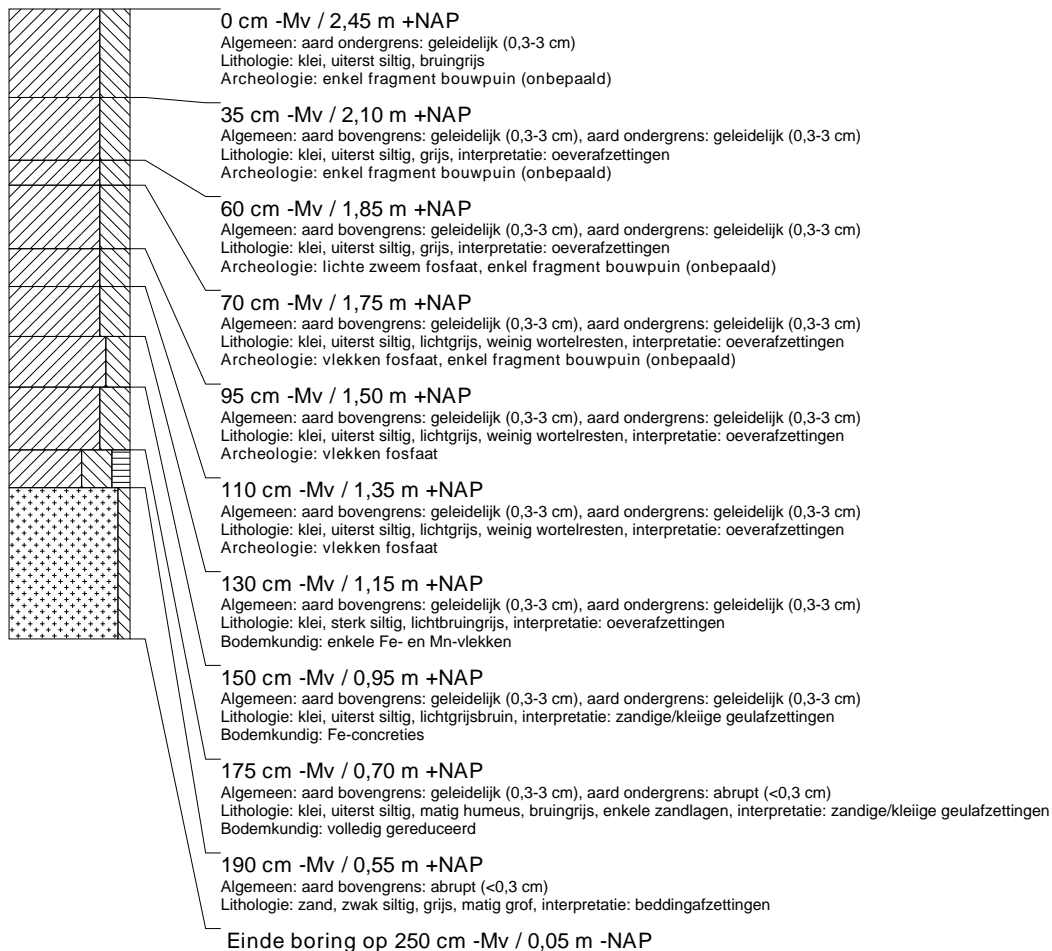 0 cm -Mv / 2,45 m +NAP
Algemeen: aard ondergrens: geleidelijk (0,3-3 cm)
Lithologie: klei, uiterst siltig, bruingrijs
Archeologie: enkel fragment bouwpuin (onbepaald)
35 cm -Mv / 2,10 m +NAP
Algemeen: aard bovengrens: geleidelijk (0,3-3 cm), aard ondergrens: geleidelijk (0,3-3 cm)
Lithologie: klei, uiterst siltig, grijs, interpretatie: oeverafzettingen
Archeologie: enkel fragment bouwpuin (onbepaald)
60 cm -Mv / 1,85 m +NAP
Algemeen: aard bovengrens: geleidelijk (0,3-3 cm), aard ondergrens: geleidelijk (0,3-3 cm)
Lithologie: klei, uiterst siltig, grijs, interpretatie: oeverafzettingen
Archeologie: lichte zweem fosfaat, enkel fragment bouwpuin (onbepaald)
70 cm -Mv / 1,75 m +NAP
Algemeen: aard bovengrens: geleidelijk (0,3-3 cm), aard ondergrens: geleidelijk (0,3-3 cm)
Lithologie: klei, uiterst siltig, lichtgrijs, weinig wortelresten, interpretatie: oeverafzettingen
Archeologie: vlekken fosfaat, enkel fragment bouwpuin (onbepaald)
95 cm -Mv / 1,50 m +NAP
Algemeen: aard bovengrens: geleidelijk (0,3-3 cm), aard ondergrens: geleidelijk (0,3-3 cm)
Lithologie: klei, uiterst siltig, lichtgrijs, weinig wortelresten, interpretatie: oeverafzettingen
Archeologie: vlekken fosfaat
110 cm -Mv / 1,35 m +NAP
Algemeen: aard bovengrens: geleidelijk (0,3-3 cm), aard ondergrens: geleidelijk (0,3-3 cm)
Lithologie: klei, uiterst siltig, lichtgrijs, weinig wortelresten, interpretatie: oeverafzettingen
Archeologie: vlekken fosfaat
130 cm -Mv / 1,15 m +NAP
Algemeen: aard bovengrens: geleidelijk (0,3-3 cm), aard ondergrens: geleidelijk (0,3-3 cm)
Lithologie: klei, sterk siltig, lichtbruingrijs, interpretatie: oeverafzettingen
Bodemkundig: enkele Fe- en Mn-vlekken
150 cm -Mv / 0,95 m +NAP
Algemeen: aard bovengrens: geleidelijk (0,3-3 cm), aard ondergrens: geleidelijk (0,3-3 cm)
Lithologie: klei, uiterst siltig, lichtgrijsbruin, interpretatie: zandige/kleiige geulafzettingen
Bodemkundig: Fe-concreties
175 cm -Mv / 0,70 m +NAP
Algemeen: aard bovengrens: geleidelijk (0,3-3 cm), aard ondergrens: abrupt (<0,3 cm)
Lithologie: klei, uiterst siltig, matig humeus, bruingrijs, enkele zandlagen, interpretatie: zandige/kleiige geulafzettingen
Bodemkundig: volledig gereduceerd
190 cm -Mv / 0,55 m +NAP
Algemeen: aard bovengrens: abrupt (<0,3 cm)
Lithologie: zand, zwak siltig, grijs, matig grof, interpretatie: beddingafzettingen
Einde boring op 250 cm -Mv / 0,05 m -NAP